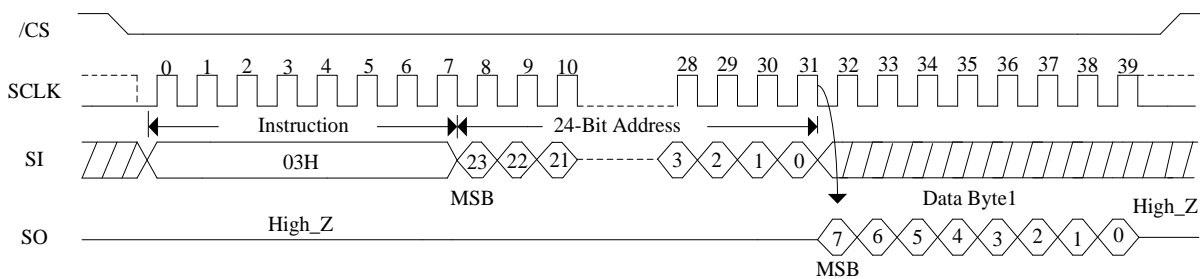 /CS
0 1 2 3 4 5 6 7 8 9 10 28 29 30 31 32 33 34 35 36 37 38 39
SCLK
Instruction 24-Bit Address
SI 03H 23 22 21 3 2 1 0
MSB Data Byte1
High_Z High_Z
SO 7 6 5 4 3 2 1 0
MSB